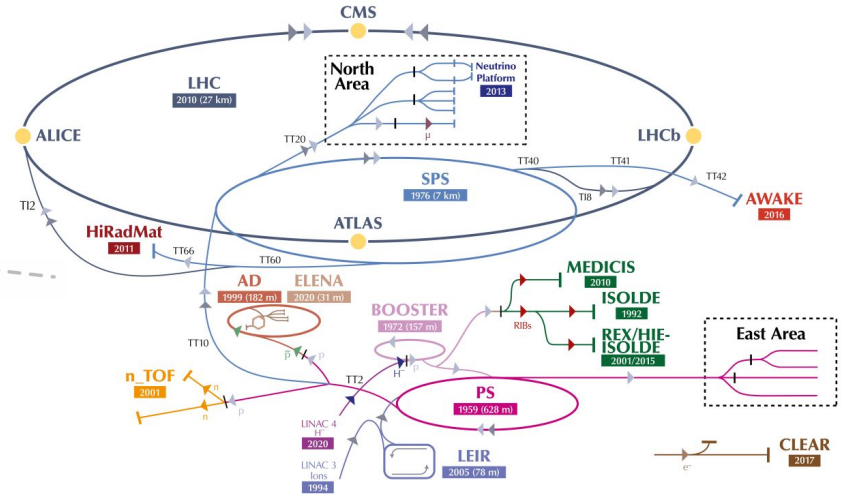 CMS
LHC
2010 (27 km)
North
Area
Neutrino
Platform
2013
μ
ALICE
LHCb
TT20
TT40
TT41
TT42
TI8
SPS
1976 (7 km)
AWAKE
2016
TI2
ATLAS
HiRadMat
2011
TT66
TT60
AD
1999 (182 m)
ELENA
2020 (31 m)
MEDICIS
2010
ISOLDE
1992
RIBs
REX/HIE-
ISOLDE
2001/2015
BOOSTER
1972 (157 m)
East Area
TT10
p̅
p
H⁻
p
TT2
n_TOF
2001
n
n
p
PS
1959 (628 m)
LINAC 4
H⁻
2020
LINAC 3
Ions
1994
LEIR
2005 (78 m)
CLEAR
2017
e⁻